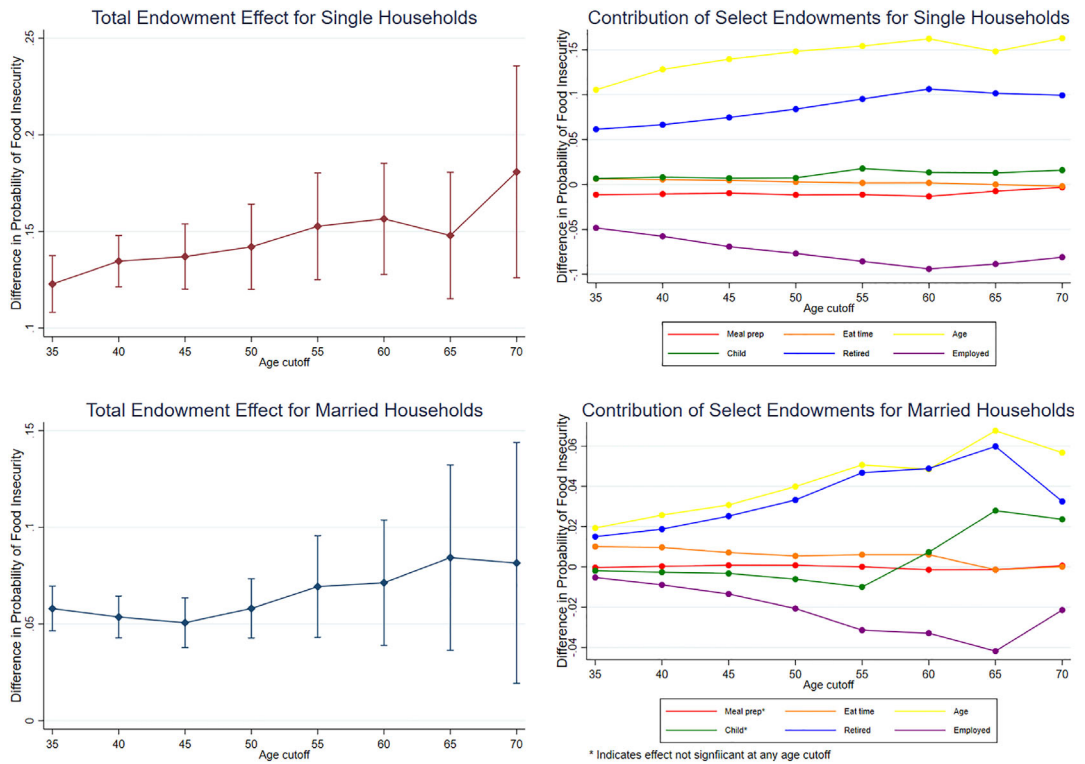 Total Endowment Effect for Single Households
Difference in Probability of Food Insecurity
.25
.2
.15
.1
35 40 45 50 55 60 65 70
Age cutoff
Contribution of Select Endowments for Single Households
Difference in Probability of Food Insecurity
.15
.1
.05
0
-.05
-.1
35 40 45 50 55 60 65 70
Age cutoff
Meal prep Eat time Age
Child Retired Employed
Total Endowment Effect for Married Households
Difference in Probability of Food Insecurity
.15
.1
.05
0
35 40 45 50 55 60 65 70
Age cutoff
Contribution of Select Endowments for Married Households
Difference in Probability of Food Insecurity
.06
.04
.02
0
-.02
-.04
35 40 45 50 55 60 65 70
Age cutoff
Meal prep* Eat time Age
Child* Retired Employed
* Indicates effect not signfiicant at any age cutoff